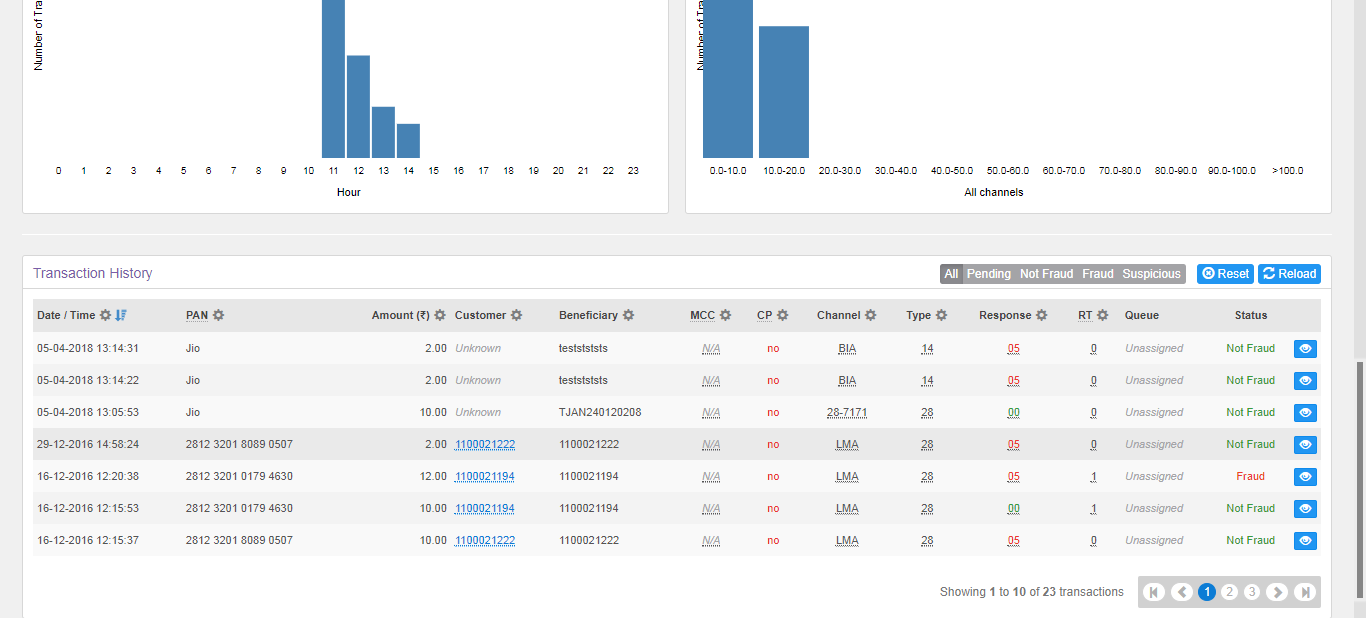 Number of Tra
0 1 2 3 4 5 6 7 8 9 10 11 12 13 14 15 16 17 18 19 20 21 22 23
Hour
Number of Tra
0.0-10.0 10.0-20.0 20.0-30.0 30.0-40.0 40.0-50.0 50.0-60.0 60.0-70.0 70.0-80.0 80.0-90.0 90.0-100.0 >100.0
All channels
Transaction History All Pending Not Fraud Fraud Suspicious Reset Reload
Date / Time PAN Amount (₹) Customer Beneficiary MCC CP Channel Type Response RT Queue Status
05-04-2018 13:14:31 Jio 2.00 Unknown teststststs N/A no BIA 14 05 0 Unassigned Not Fraud
05-04-2018 13:14:22 Jio 2.00 Unknown teststststs N/A no BIA 14 05 0 Unassigned Not Fraud
05-04-2018 13:05:53 Jio 10.00 Unknown TJAN240120208 N/A no 28-7171 28 00 0 Unassigned Not Fraud
29-12-2016 14:58:24 2812 3201 8089 0507 2.00 1100021222 1100021222 N/A no LMA 28 05 0 Unassigned Not Fraud
16-12-2016 12:20:38 2812 3201 0179 4630 12.00 1100021194 1100021194 N/A no LMA 28 05 1 Unassigned Fraud
16-12-2016 12:15:53 2812 3201 0179 4630 10.00 1100021194 1100021194 N/A no LMA 28 00 1 Unassigned Not Fraud
16-12-2016 12:15:37 2812 3201 8089 0507 10.00 1100021222 1100021222 N/A no LMA 28 05 0 Unassigned Not Fraud
Showing 1 to 10 of 23 transactions 1 2 3